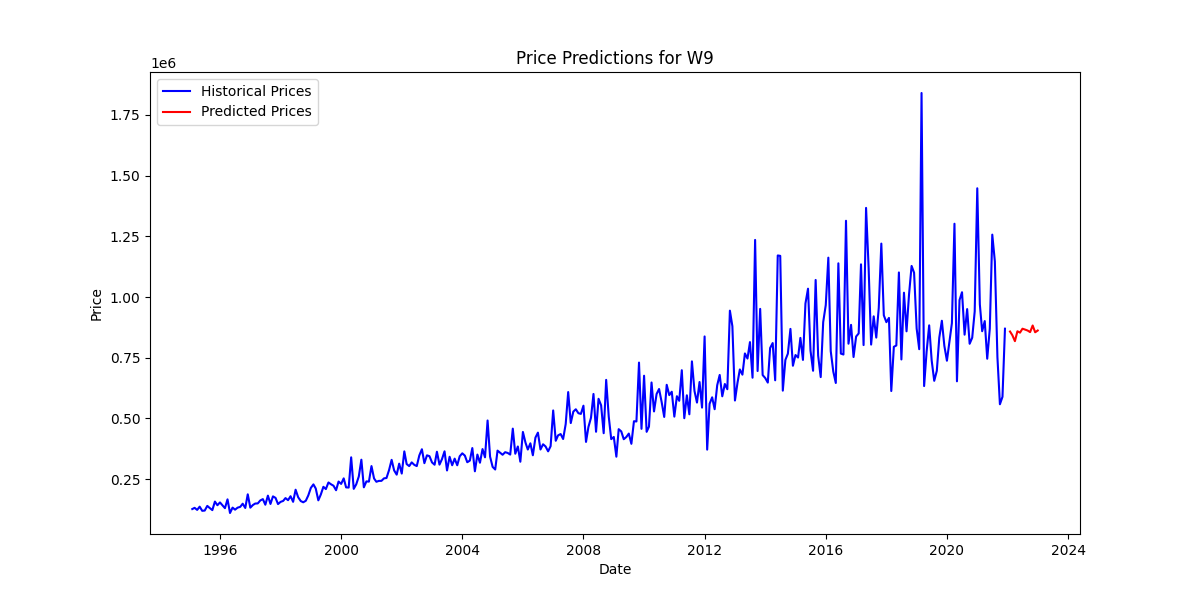 Price Predictions for W9
1e6
Historical Prices
Predicted Prices
1.75
1.50
1.25
1.00
0.75
0.50
0.25
Price
1996 2000 2004 2008 2012 2016 2020 2024
Date